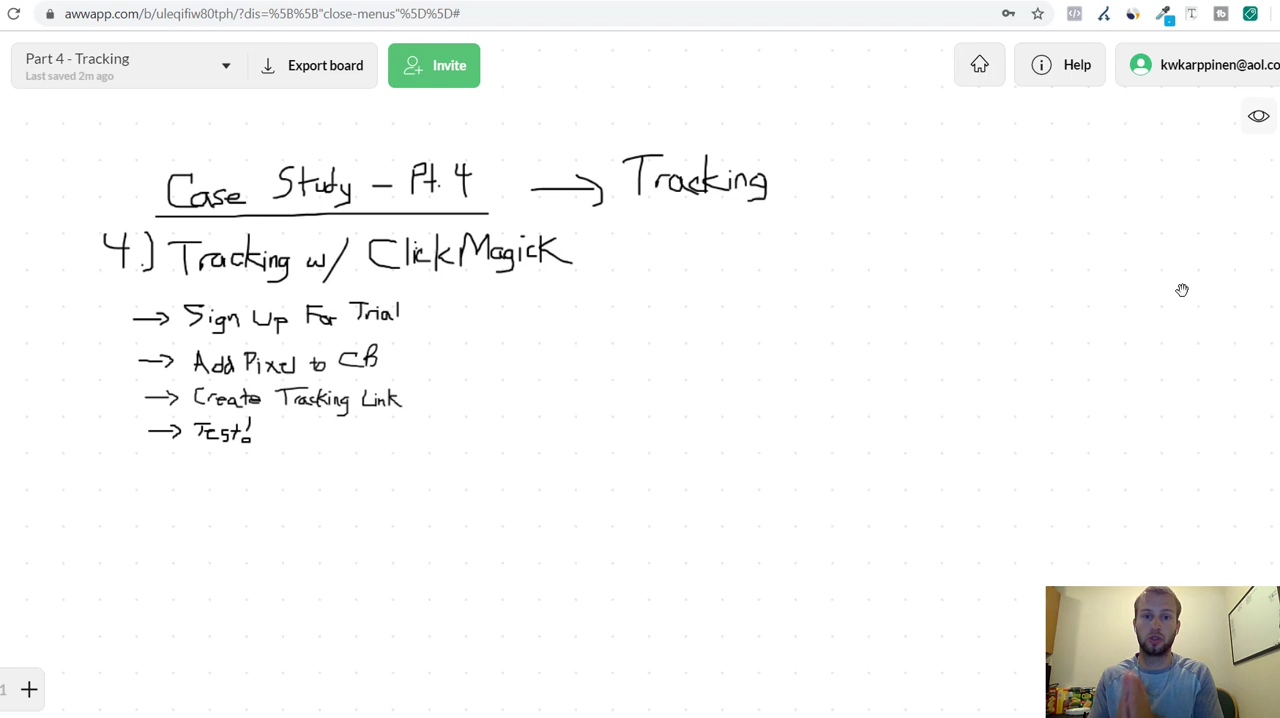 awwapp.com/b/uleqifiw80tph/?dis=%5B%5B"close-menus"%5D%5D#
Part 4 - Tracking
Last saved 2m ago
Export board
Invite
Help
kwkarppinen@aol.co
Case Study - Pt. 4 → Tracking
4.) Tracking w/ ClickMagick
→ Sign Up For Trial
→ Add Pixel to CB
→ Create Tracking Link
→ Test!
1 +